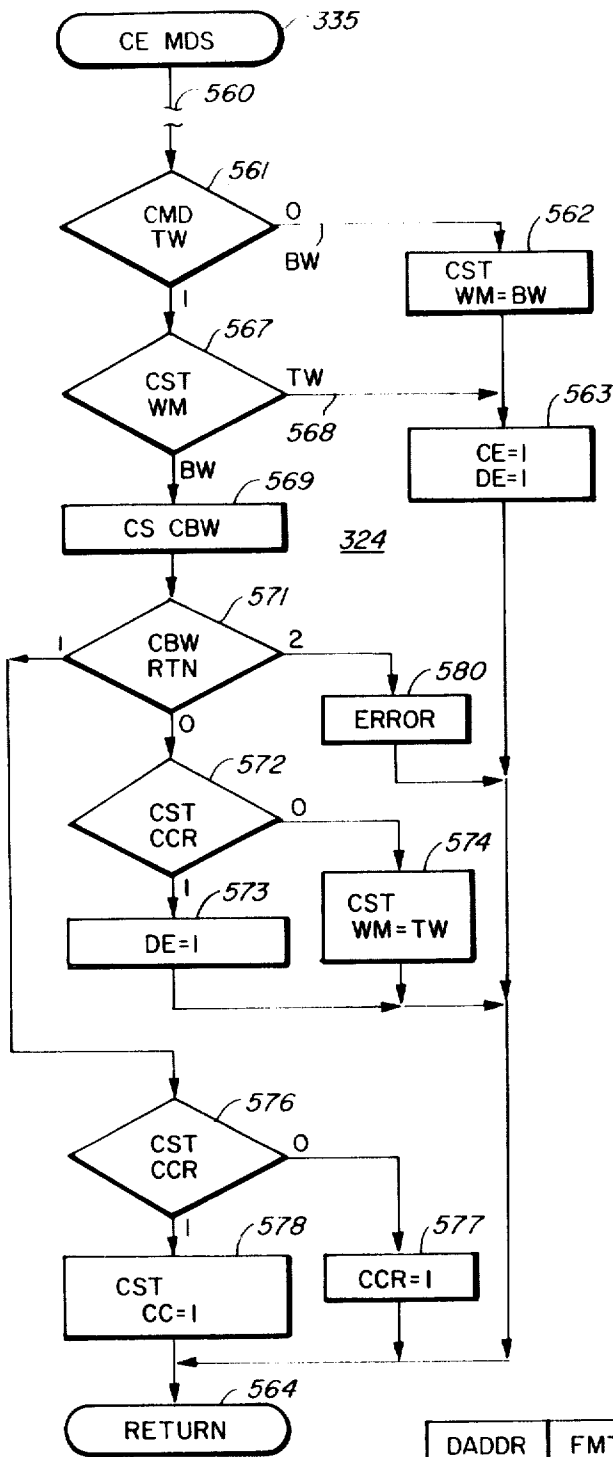 CE MDS
335
560
561
CMD
TW
0
BW
562
CST
WM=BW
1
567
CST
WM
TW
568
563
CE=1
DE=1
BW
569
CS CBW
324
571
1
CBW
RTN
2
580
ERROR
0
572
CST
CCR
0
574
CST
WM=TW
1
573
DE=1
576
CST
CCR
0
1
578
577
CST
CC=1
CCR=1
564
RETURN
DADDR